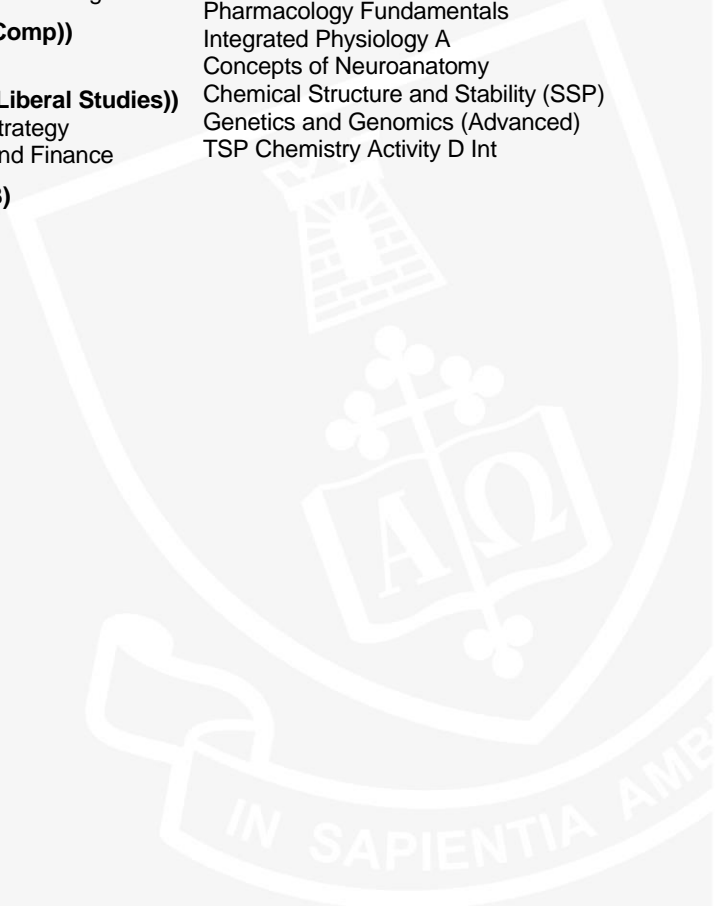 Comp))
Liberal Studies))
trategy
nd Finance
)
Pharmacology Fundamentals
Integrated Physiology A
Concepts of Neuroanatomy
Chemical Structure and Stability (SSP)
Genetics and Genomics (Advanced)
TSP Chemistry Activity D Int
Α Ω
IN SAPIENTIA AMB